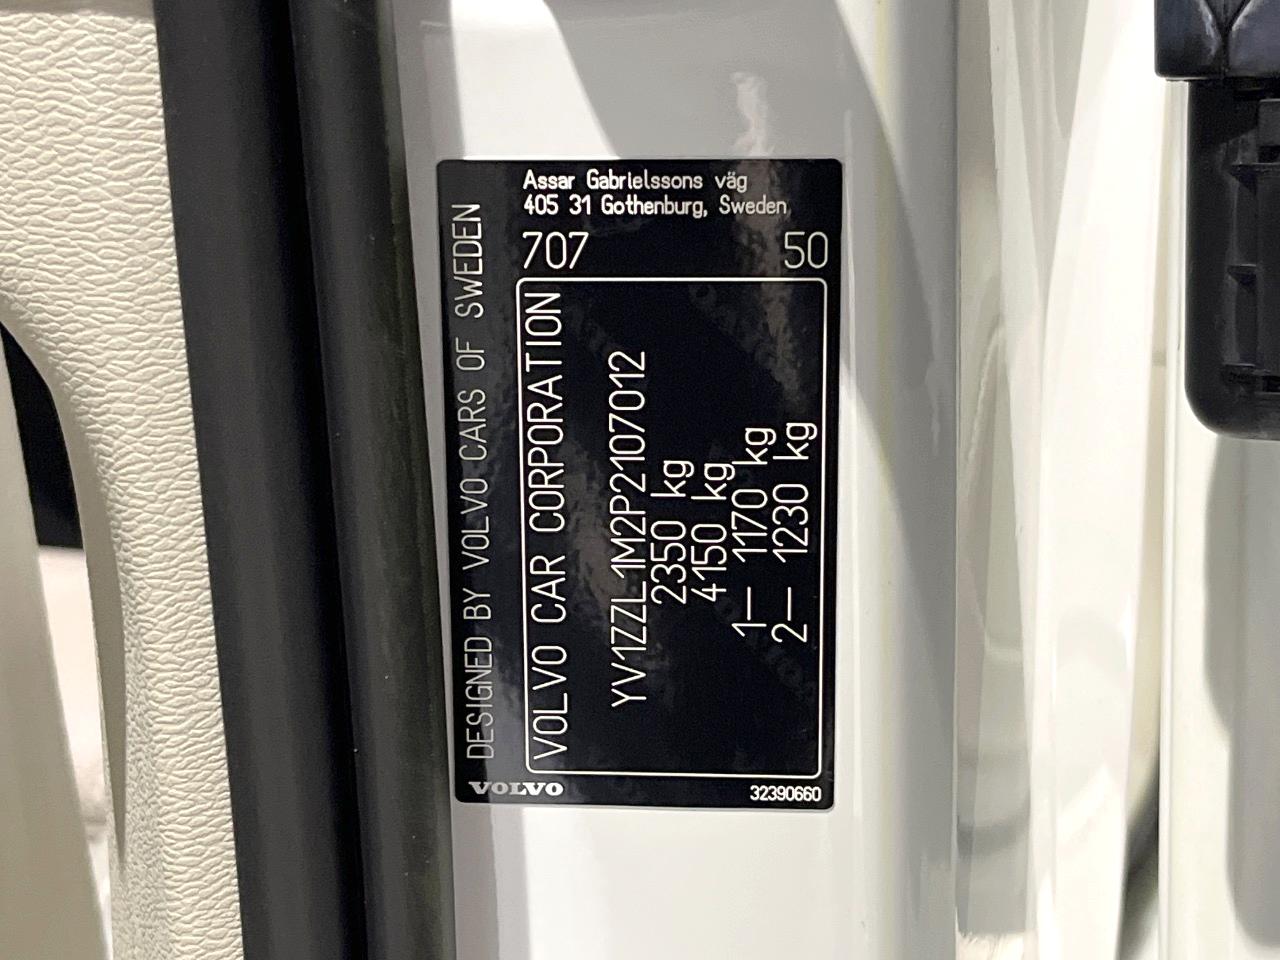 Assar Gabrielssons väg
405 31 Gothenburg, Sweden
707 50
DESIGNED BY VOLVO CARS OF SWEDEN
VOLVO CAR CORPORATION
YV1ZZL1M2P2107012
2350 kg
4150 kg
1— 1170 kg
2— 1230 kg
VOLVO
32390660